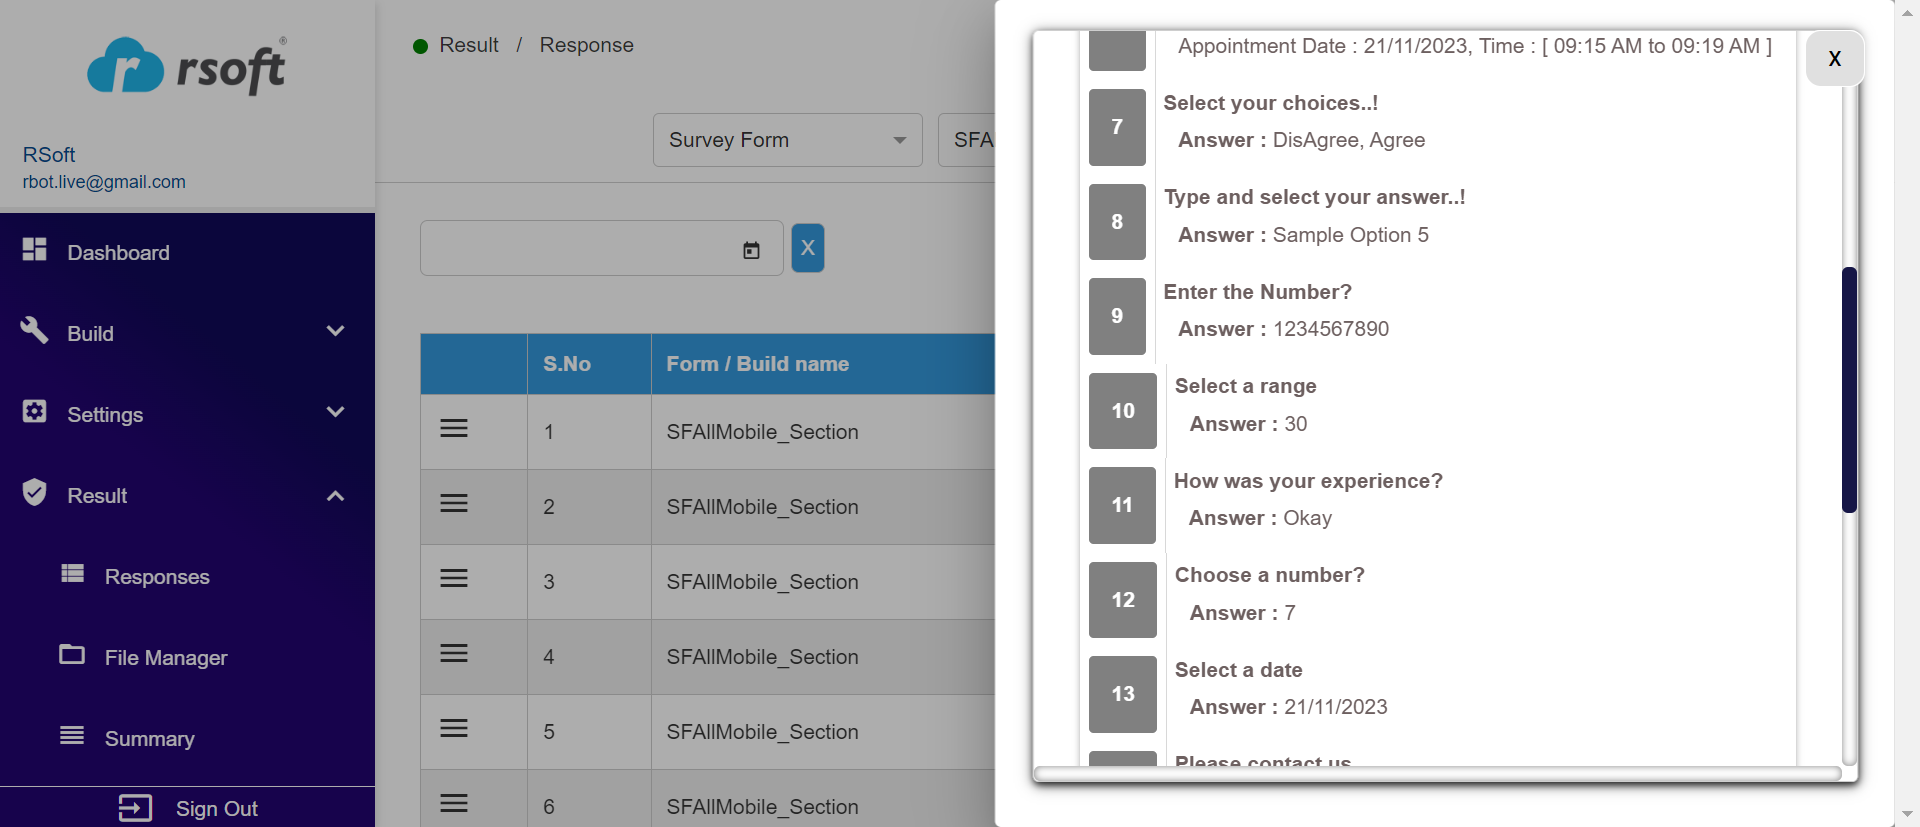 rsoft®
RSoft
rbot.live@gmail.com
Dashboard
Build
Settings
Result
Responses
File Manager
Summary
Sign Out
Result / Response
Survey Form
SFA
X
S.No Form / Build name
1 SFAllMobile_Section
2 SFAllMobile_Section
3 SFAllMobile_Section
4 SFAllMobile_Section
5 SFAllMobile_Section
6 SFAllMobile_Section
X
Appointment Date : 21/11/2023, Time : [ 09:15 AM to 09:19 AM ]
7 Select your choices..!
Answer : DisAgree, Agree
8 Type and select your answer..!
Answer : Sample Option 5
9 Enter the Number?
Answer : 1234567890
10 Select a range
Answer : 30
11 How was your experience?
Answer : Okay
12 Choose a number?
Answer : 7
13 Select a date
Answer : 21/11/2023
Please contact us